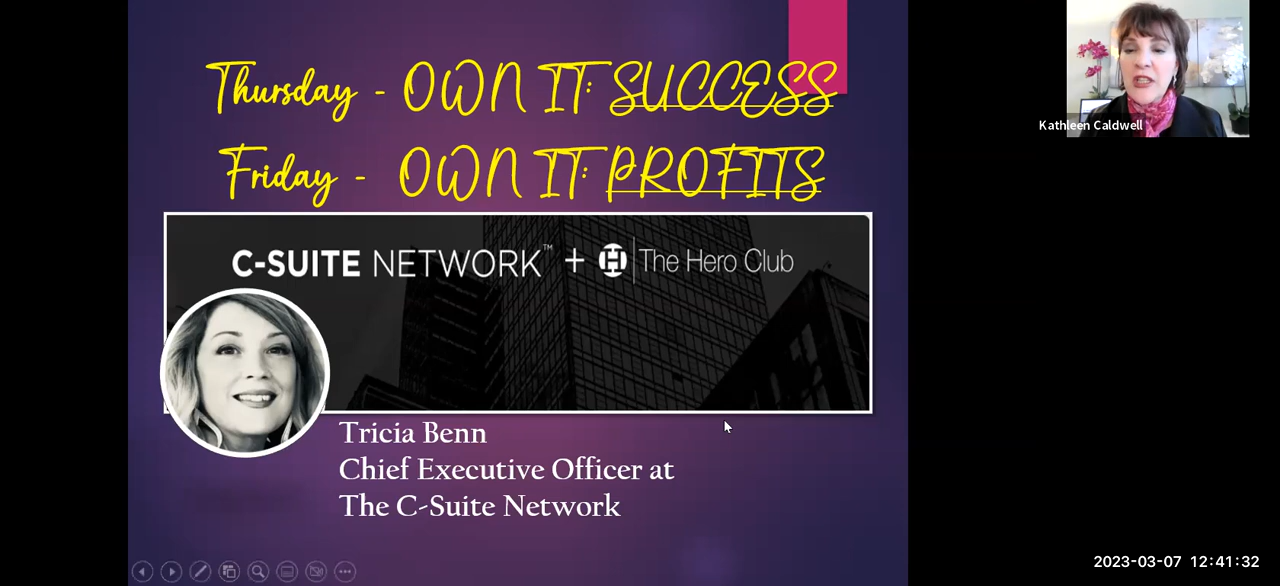 Thursday - OWN IT: SUCCESS
Friday - OWN IT: PROFITS
C-SUITE NETWORK™ + H | The Hero Club
Tricia Benn
Chief Executive Officer at
The C-Suite Network
Kathleen Caldwell
2023-03-07 12:41:32